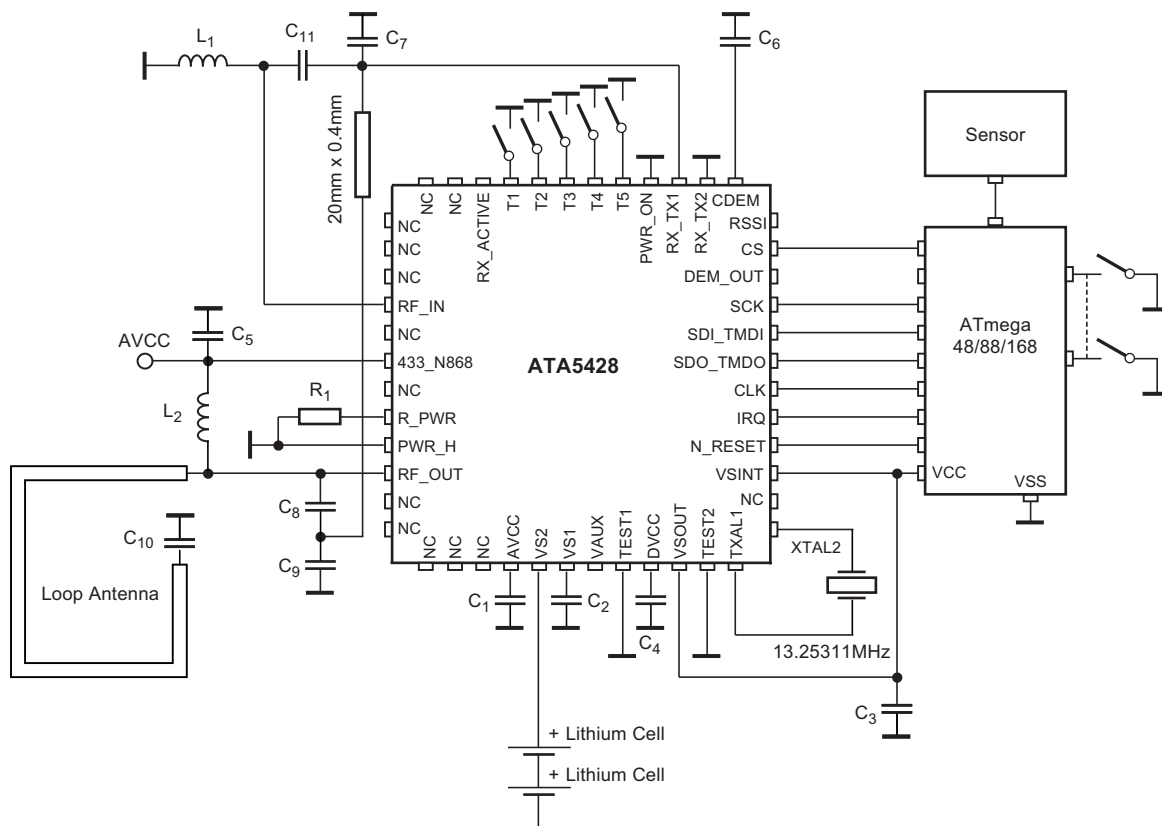 L1
C11
C7
C6
20mm x 0.4mm
Sensor
NC
NC
RX_ACTIVE
T1
T2
T3
T4
T5
PWR_ON
RX_TX1
RX_TX2
CDEM
NC
NC
NC
RF_IN
NC
433_N868
NC
R_PWR
PWR_H
RF_OUT
NC
NC
RSSI
CS
DEM_OUT
SCK
SDI_TMDI
SDO_TMDO
CLK
IRQ
N_RESET
VSINT
NC
XTAL2
ATA5428
ATmega
48/88/168
VCC
VSS
AVCC
C5
L2
R1
C8
C9
C10
Loop Antenna
NC
NC
NC
AVCC
VS2
VS1
VAUX
TEST1
DVCC
VSOUT
TEST2
TXAL1
C1
C2
C4
13.25311MHz
C3
+ Lithium Cell
+ Lithium Cell